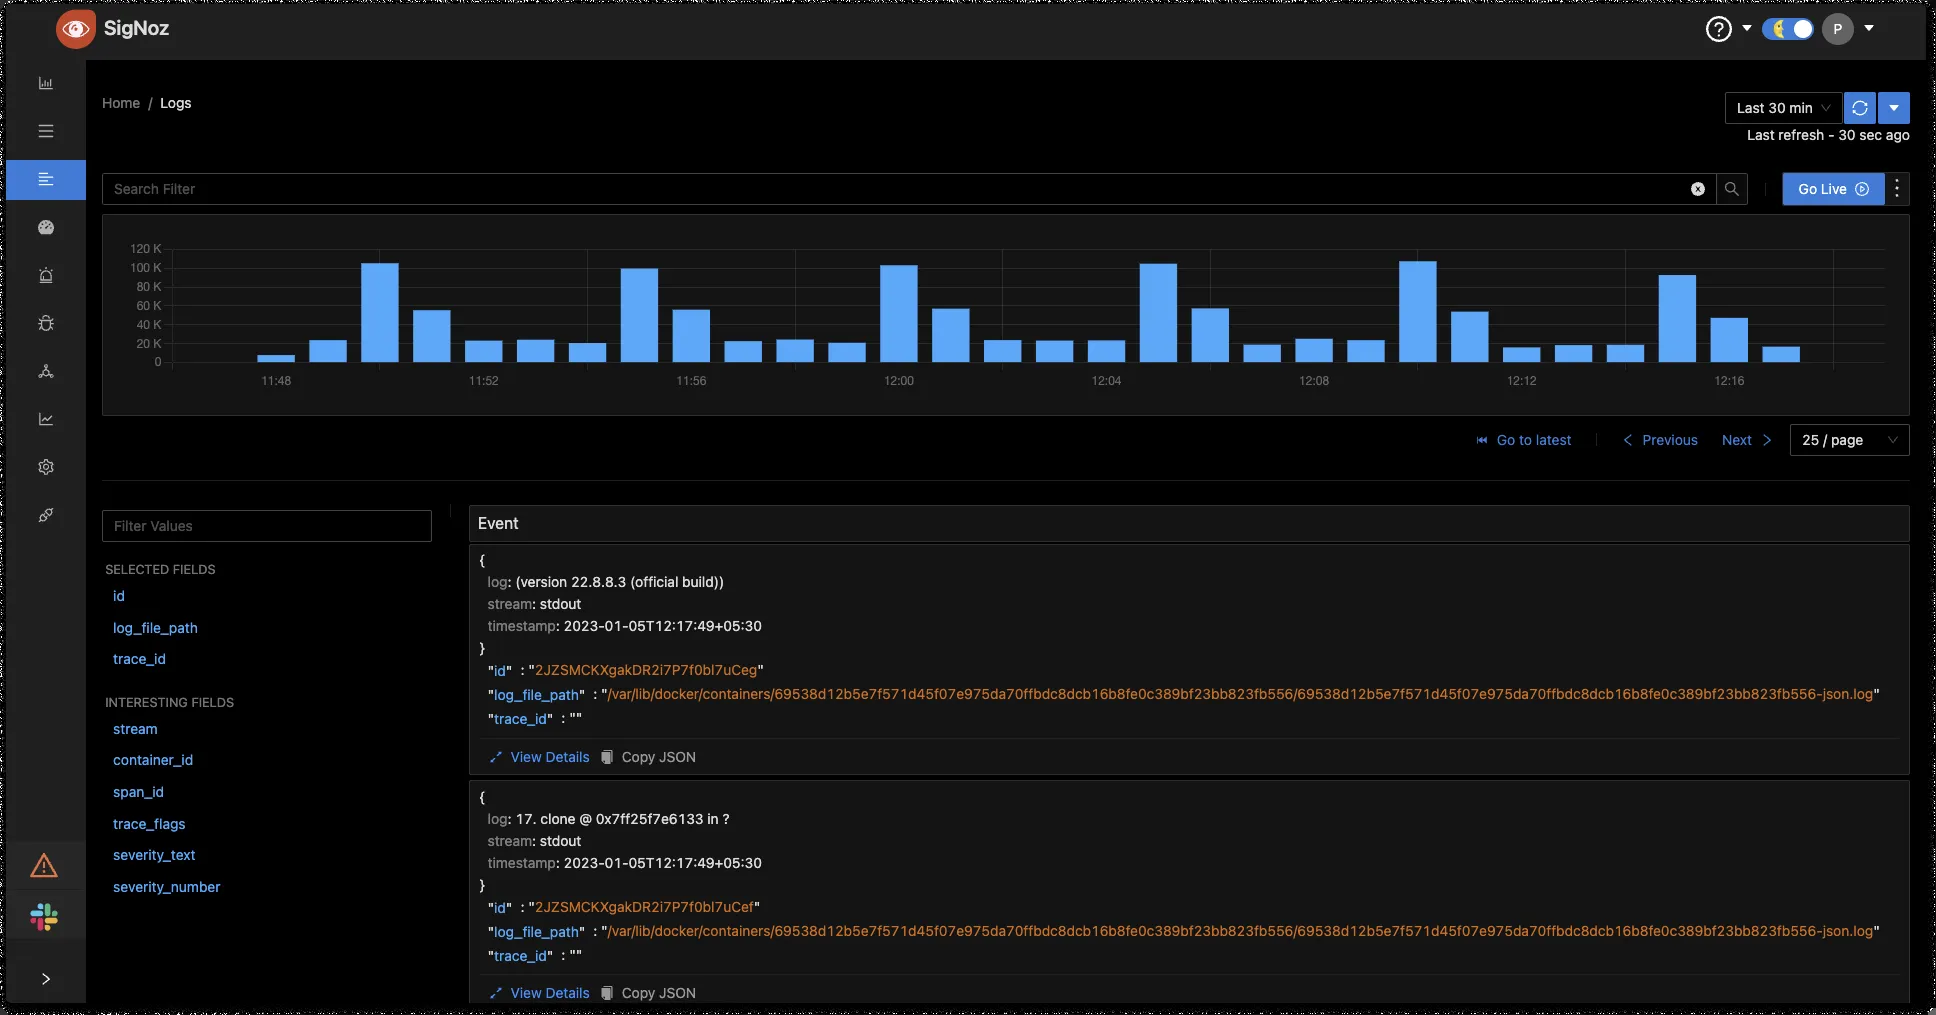 SigNoz
P
Home / Logs
Last 30 min
Last refresh - 30 sec ago
Search Filter
Go Live
120 K
100 K
80 K
60 K
40 K
20 K
0
11:48 11:52 11:56 12:00 12:04 12:08 12:12 12:16
Go to latest Previous Next 25 / page
Filter Values
SELECTED FIELDS
id
log_file_path
trace_id
INTERESTING FIELDS
stream
container_id
span_id
trace_flags
severity_text
severity_number
Event
{
log: (version 22.8.8.3 (official build))
stream: stdout
timestamp: 2023-01-05T12:17:49+05:30
}
"id" : "2JZSMCKXgakDR2i7P7f0bl7uCeg"
"log_file_path" : "/var/lib/docker/containers/69538d12b5e7f571d45f07e975da70ffbdc8dcb16b8fe0c389bf23bb823fb556/69538d12b5e7f571d45f07e975da70ffbdc8dcb16b8fe0c389bf23bb823fb556-json.log"
"trace_id" : ""
View Details Copy JSON
{
log: 17. clone @ 0x7ff25f7e6133 in ?
stream: stdout
timestamp: 2023-01-05T12:17:49+05:30
}
"id" : "2JZSMCKXgakDR2i7P7f0bl7uCef"
"log_file_path" : "/var/lib/docker/containers/69538d12b5e7f571d45f07e975da70ffbdc8dcb16b8fe0c389bf23bb823fb556/69538d12b5e7f571d45f07e975da70ffbdc8dcb16b8fe0c389bf23bb823fb556-json.log"
"trace_id" : ""
View Details Copy JSON